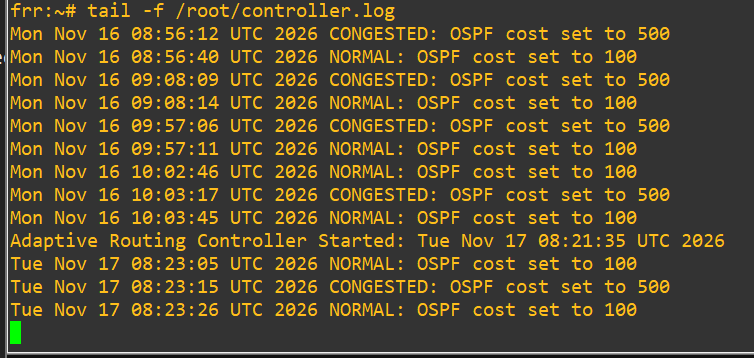 frr:~# tail -f /root/controller.log
Mon Nov 16 08:56:12 UTC 2026 CONGESTED: OSPF cost set to 500
Mon Nov 16 08:56:40 UTC 2026 NORMAL: OSPF cost set to 100
Mon Nov 16 09:08:09 UTC 2026 CONGESTED: OSPF cost set to 500
Mon Nov 16 09:08:14 UTC 2026 NORMAL: OSPF cost set to 100
Mon Nov 16 09:57:06 UTC 2026 CONGESTED: OSPF cost set to 500
Mon Nov 16 09:57:11 UTC 2026 NORMAL: OSPF cost set to 100
Mon Nov 16 10:02:46 UTC 2026 NORMAL: OSPF cost set to 100
Mon Nov 16 10:03:17 UTC 2026 CONGESTED: OSPF cost set to 500
Mon Nov 16 10:03:45 UTC 2026 NORMAL: OSPF cost set to 100
Adaptive Routing Controller Started: Tue Nov 17 08:21:35 UTC 2026
Tue Nov 17 08:23:05 UTC 2026 NORMAL: OSPF cost set to 100
Tue Nov 17 08:23:15 UTC 2026 CONGESTED: OSPF cost set to 500
Tue Nov 17 08:23:26 UTC 2026 NORMAL: OSPF cost set to 100